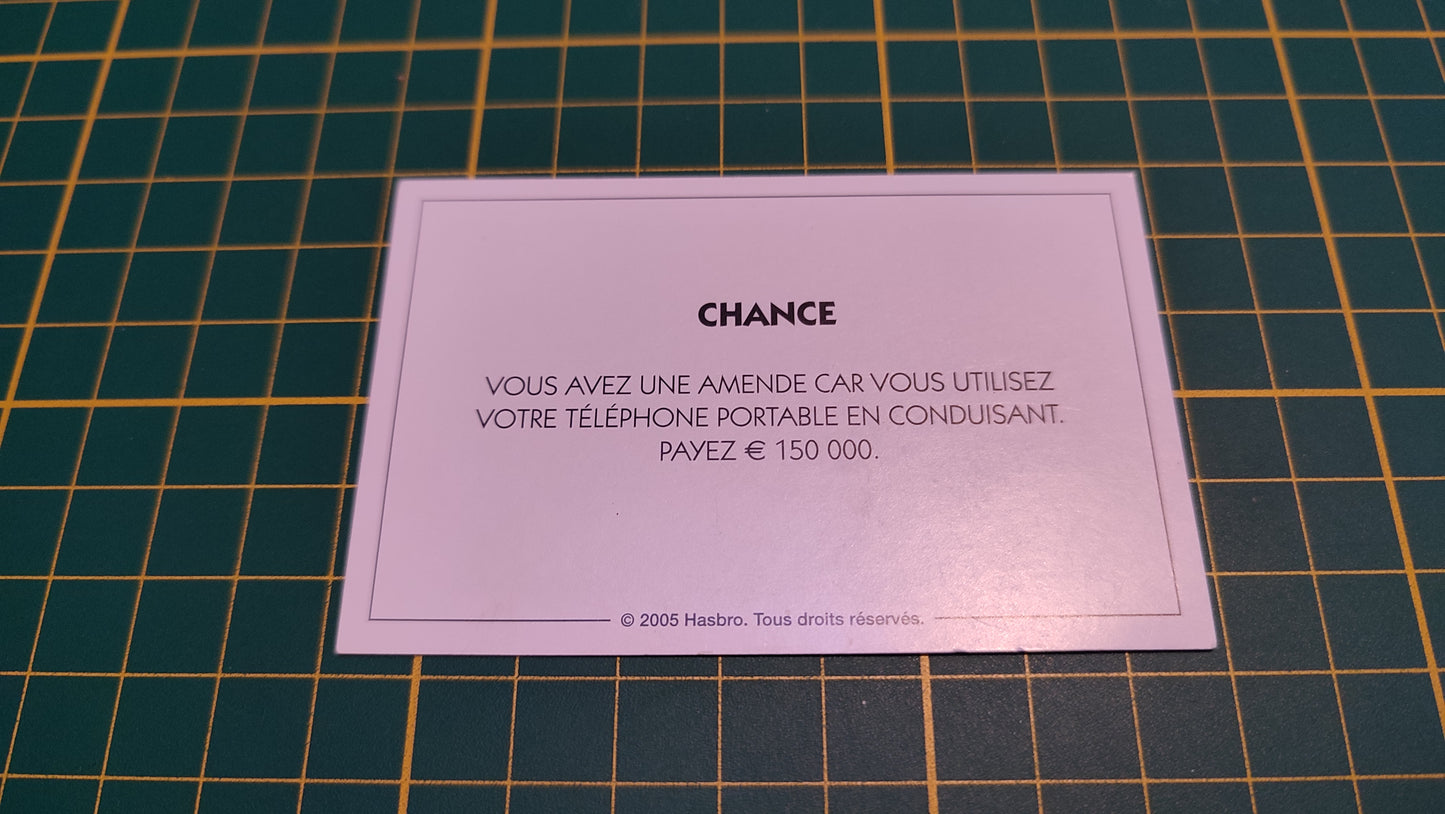 CHANCE
VOUS AVEZ UNE AMENDE CAR VOUS UTILISEZ
VOTRE TÉLÉPHONE PORTABLE EN CONDUISANT.
PAYEZ € 150 000.
© 2005 Hasbro. Tous droits réservés.